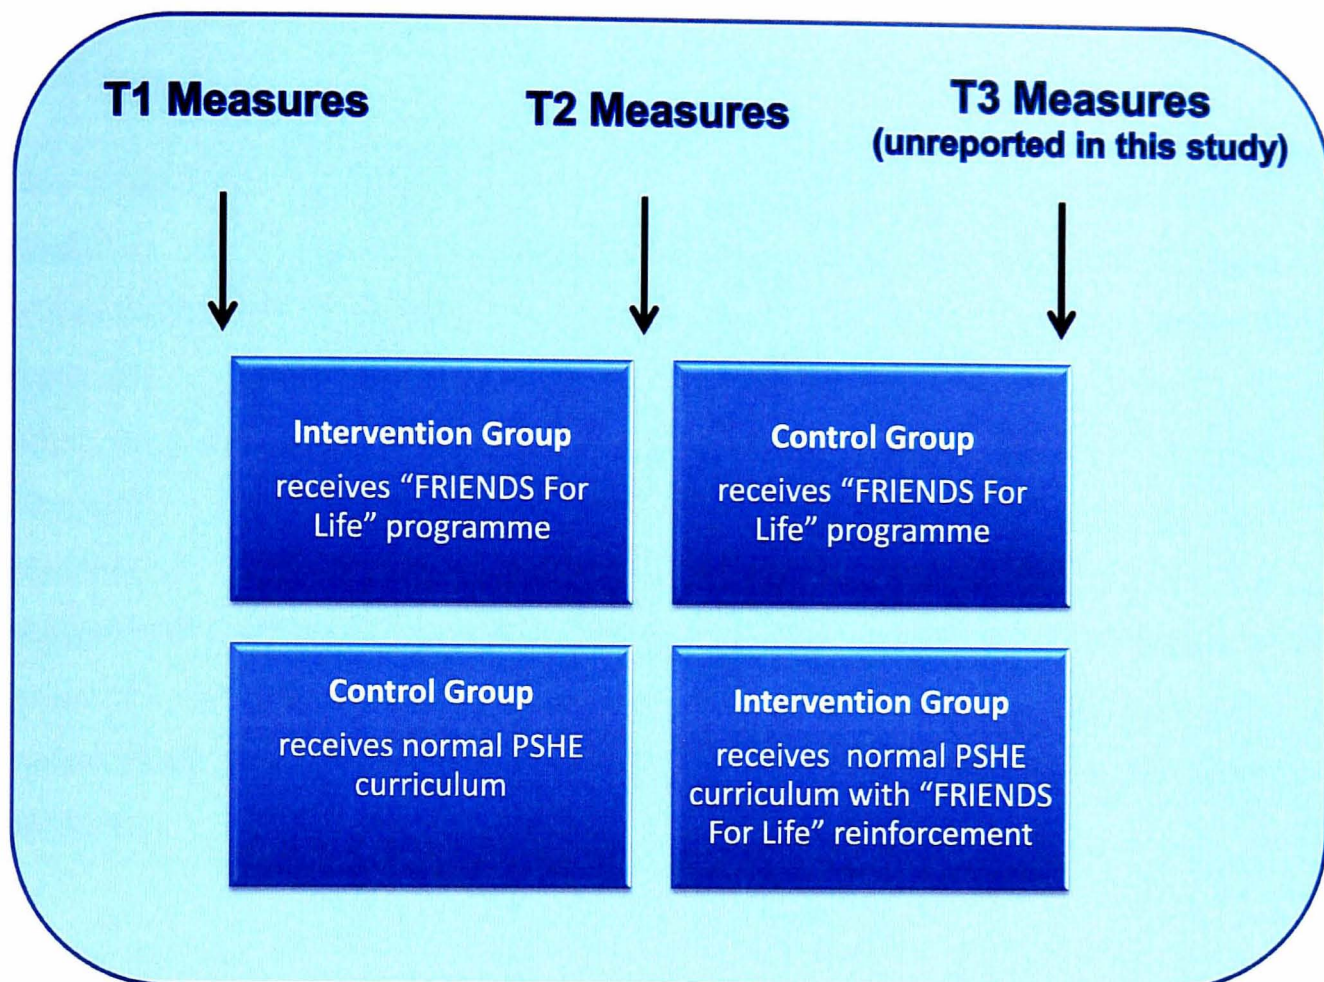 T1 Measures
T2 Measures
T3 Measures
(unreported in this study)
Intervention Group
receives “FRIENDS For
Life” programme
Control Group
receives “FRIENDS For
Life” programme
Control Group
receives normal PSHE
curriculum
Intervention Group
receives normal PSHE
curriculum with “FRIENDS
For Life” reinforcement